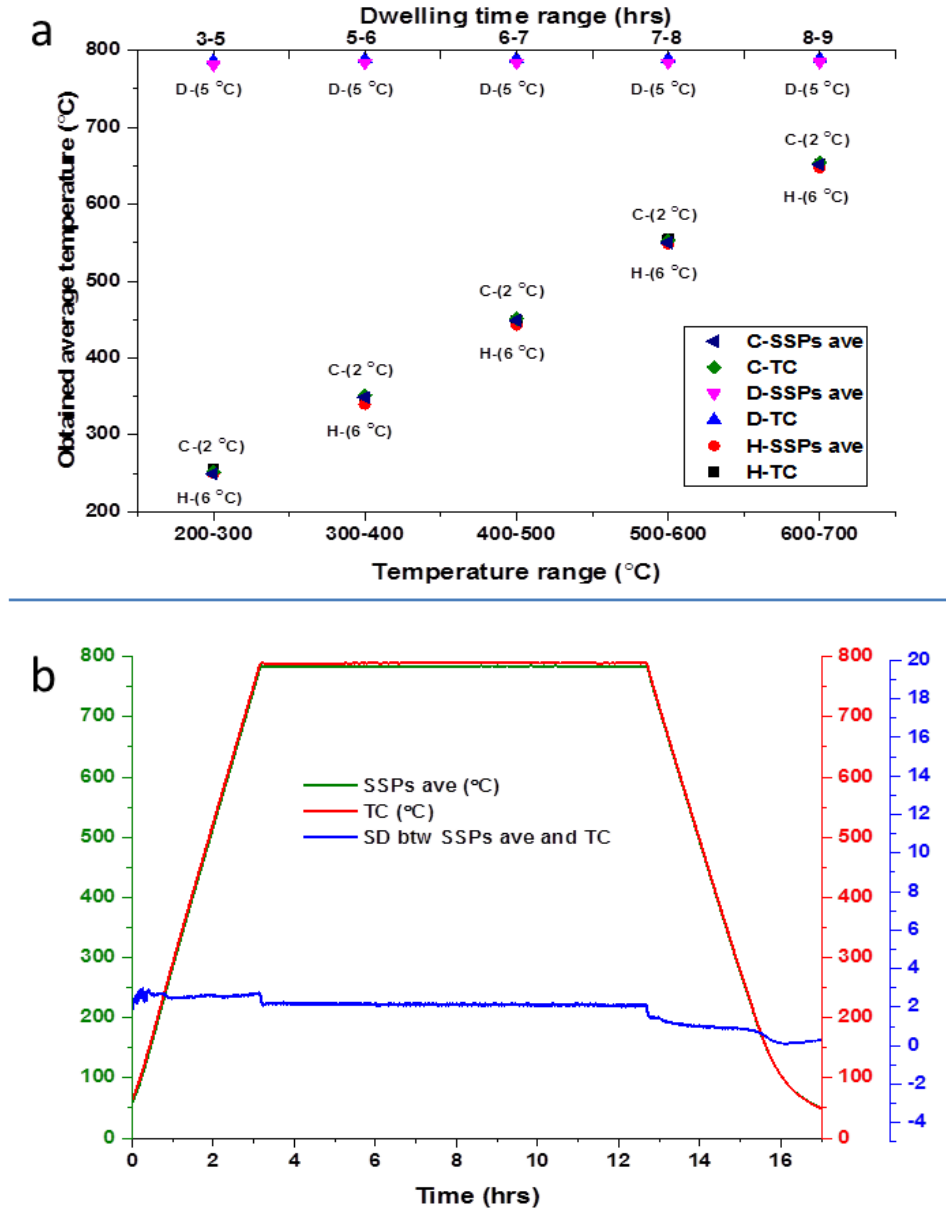 a
Dwelling time range (hrs)
3-5 5-6 6-7 7-8 8-9
Obtained average temperature (°C)
800
700
600
500
400
300
200
D-(5 °C) D-(5 °C) D-(5 °C) D-(5 °C) D-(5 °C)
C-(2 °C)
H-(6 °C)
C-(2 °C)
H-(6 °C)
C-(2 °C)
H-(6 °C)
C-(2 °C)
H-(6 °C)
C-(2 °C)
H-(6 °C)
C-SSPs ave
C-TC
D-SSPs ave
D-TC
H-SSPs ave
H-TC
200-300 300-400 400-500 500-600 600-700
Temperature range (°C)
b
800
700
600
500
400
300
200
100
0
SSPs ave (°C)
TC (°C)
SD btw SSPs ave and TC
800
700
600
500
400
300
200
100
0
20
18
16
14
12
10
8
6
4
2
0
-2
-4
0 2 4 6 8 10 12 14 16
Time (hrs)